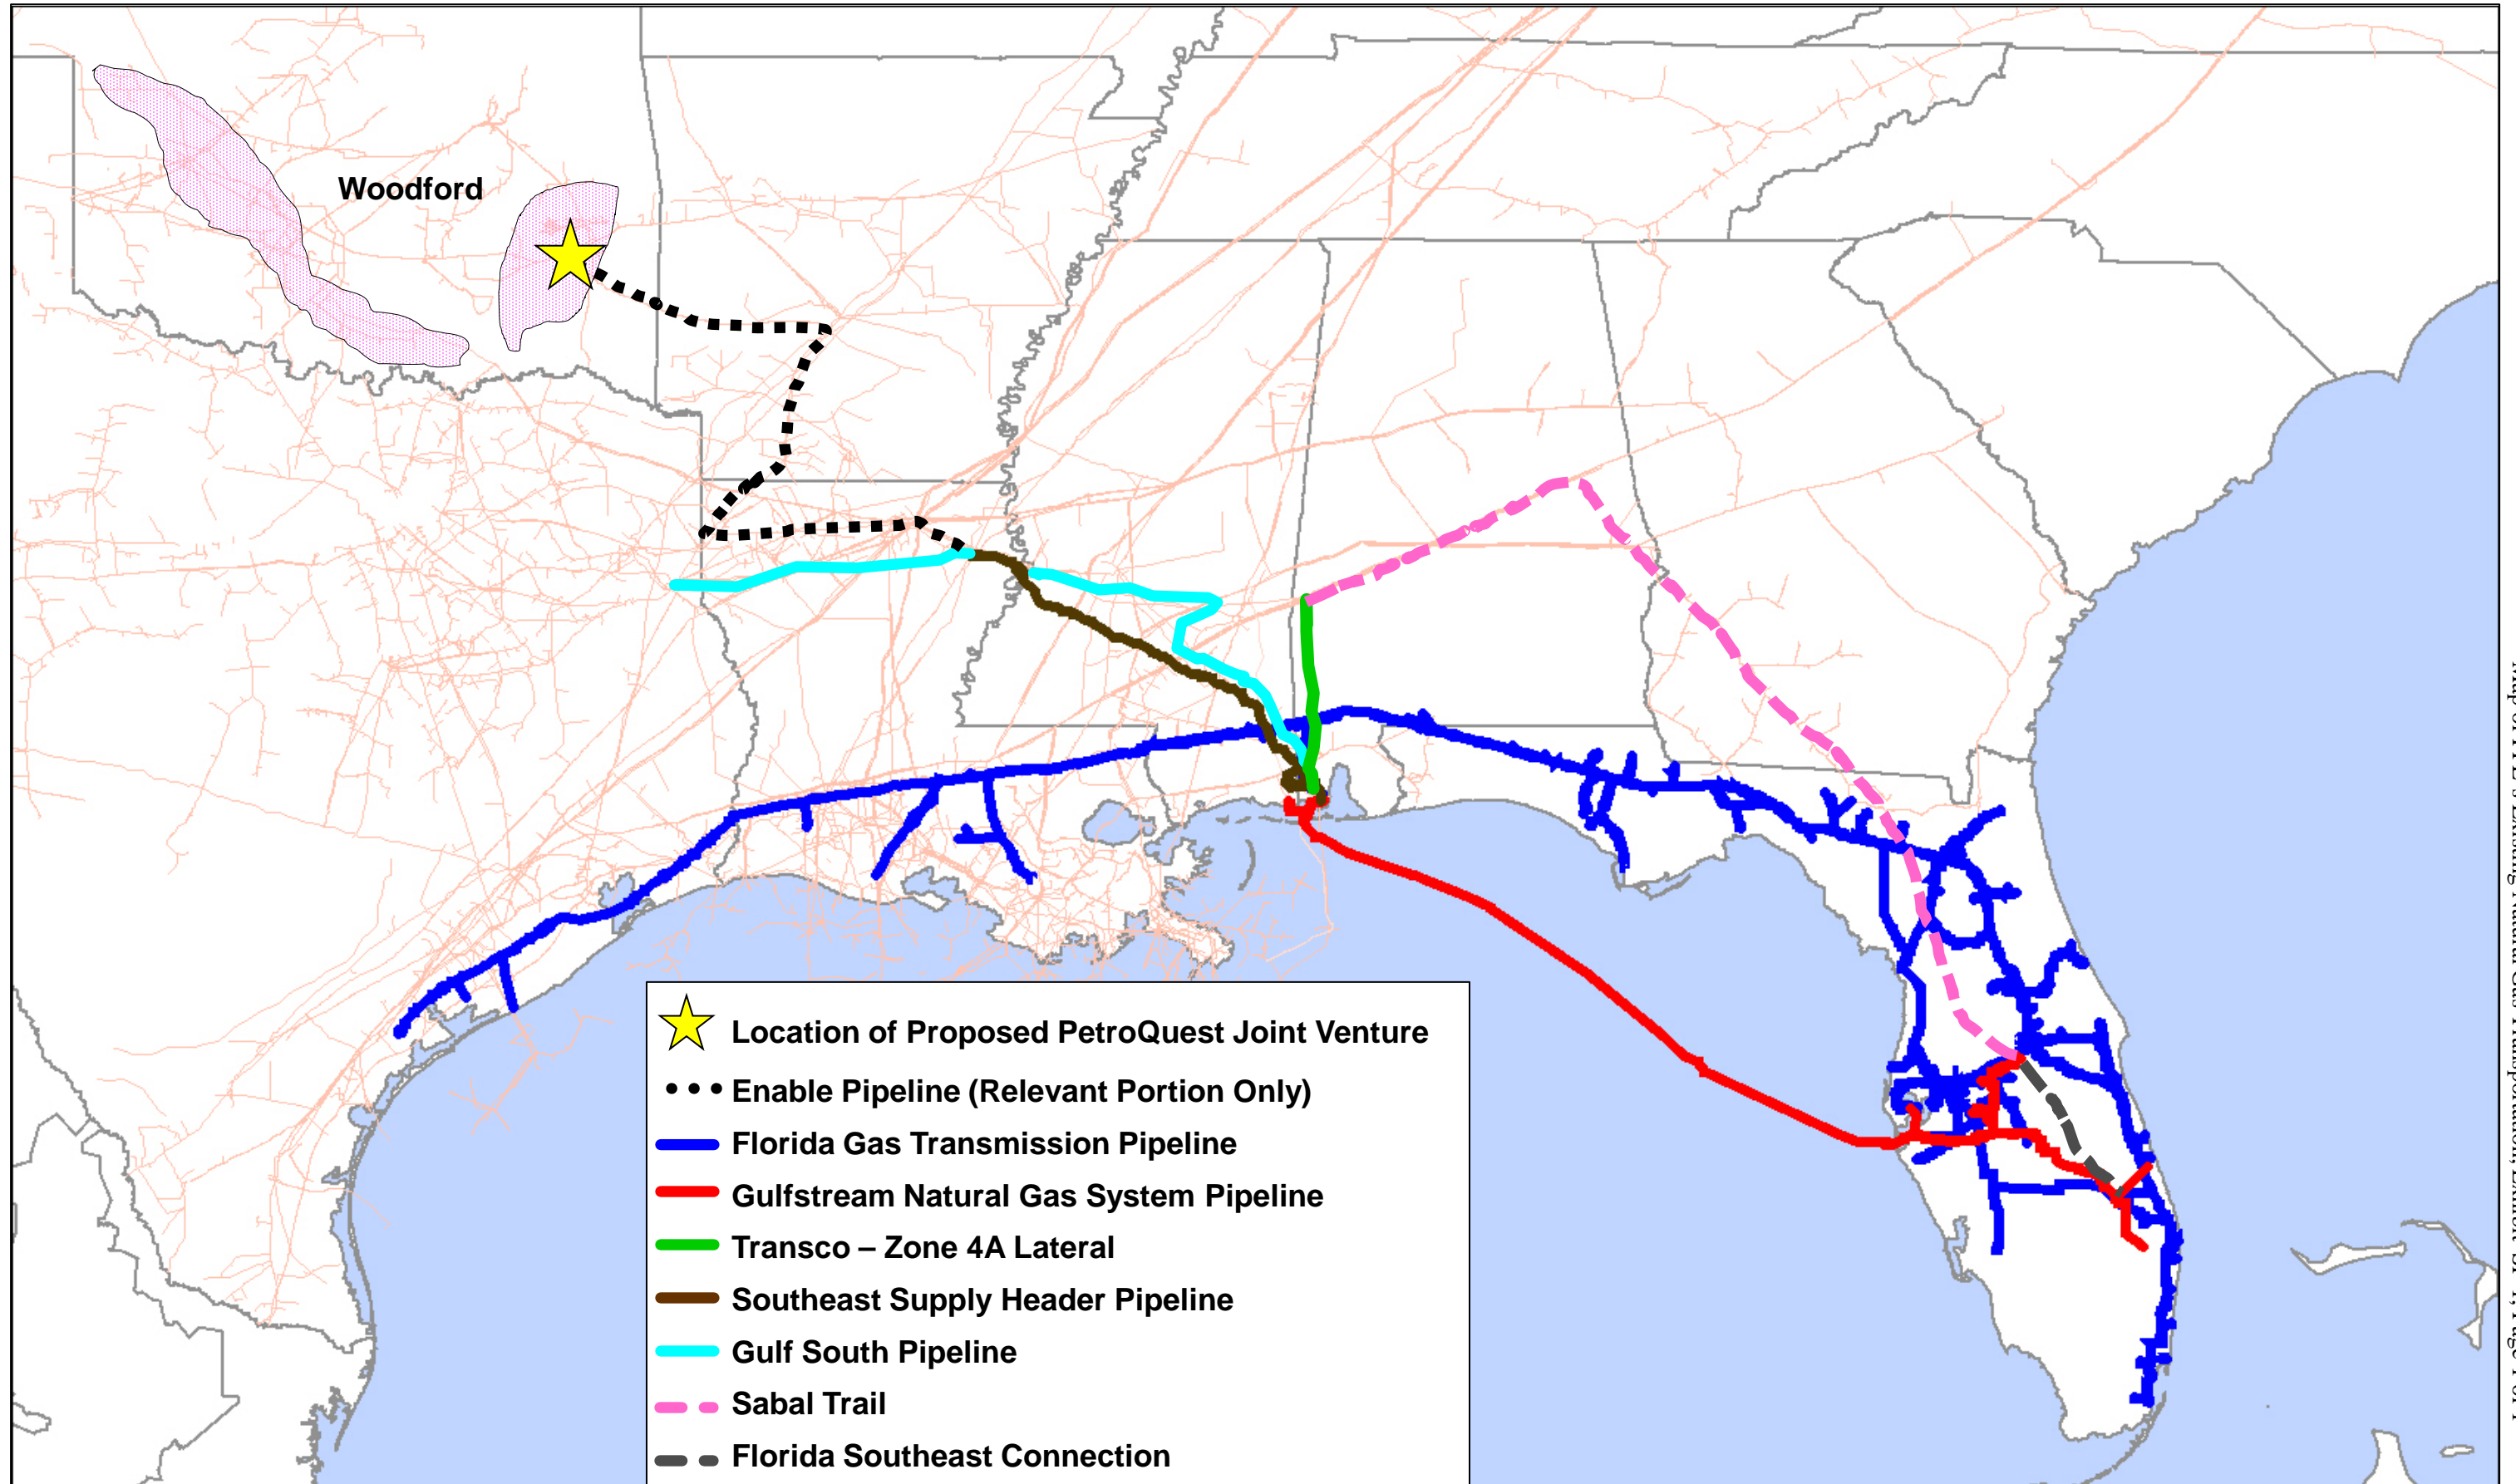 Woodford
Location of Proposed PetroQuest Joint Venture
Enable Pipeline (Relevant Portion Only)
Florida Gas Transmission Pipeline
Gulfstream Natural Gas System Pipeline
Transco – Zone 4A Lateral
Southeast Supply Header Pipeline
Gulf South Pipeline
Sabal Trail
Florida Southeast Connection